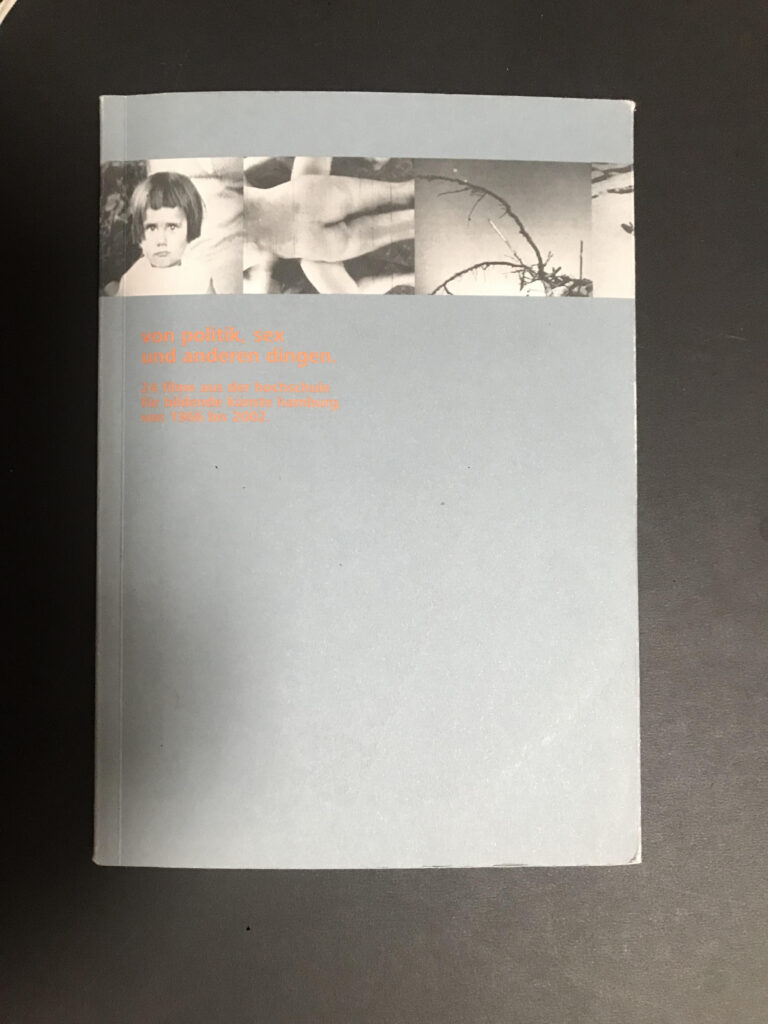 von politik, sex
und anderen dingen.
filme aus der hochschule
für bildende künste hamburg
von 1968 bis 2002.